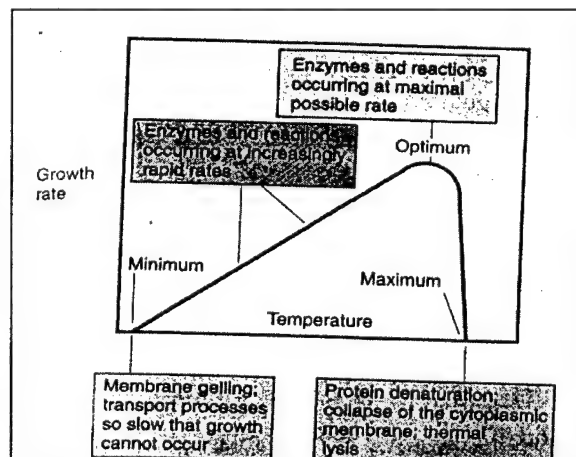 Enzymes and reactions
occurring at maximal
possible rate
Enzymes and reactions
occurring at increasingly
rapid rates
Optimum
Growth
rate
Minimum
Maximum
Temperature
Membrane gelling;
transport processes
so slow that growth
cannot occur
Protein denaturation;
collapse of the cytoplasmic
membrane; thermal
lysis